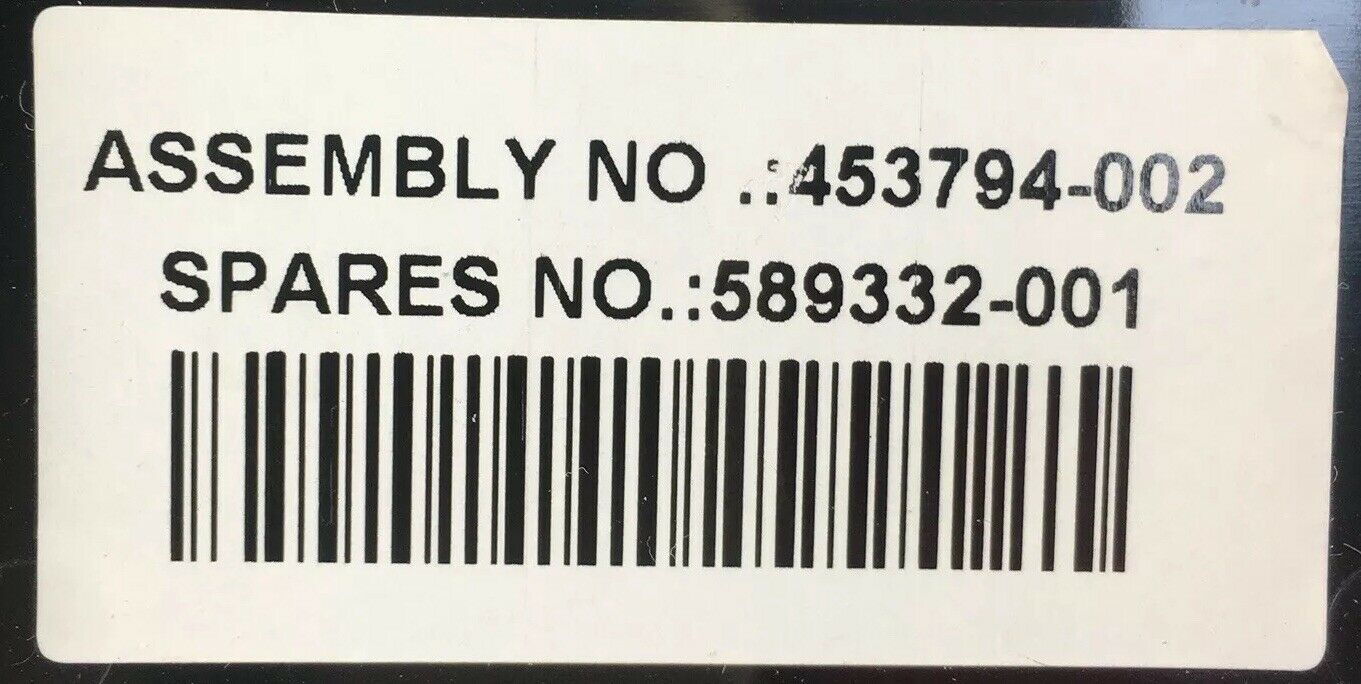 ASSEMBLY NO .:453794-002
SPARES NO.:589332-001